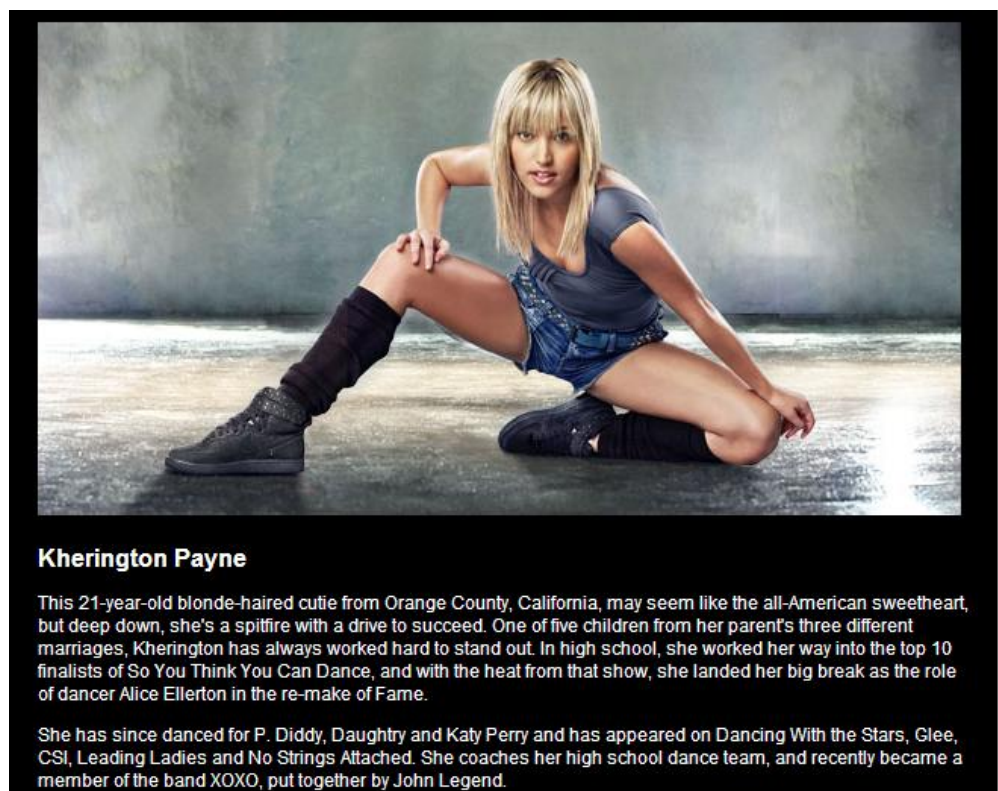 Kherington Payne
This 21-year-old blonde-haired cutie from Orange County, California, may seem like the all-American sweetheart,
but deep down, she's a spitfire with a drive to succeed. One of five children from her parent's three different
marriages, Kherington has always worked hard to stand out. In high school, she worked her way into the top 10
finalists of So You Think You Can Dance, and with the heat from that show, she landed her big break as the role
of dancer Alice Ellerton in the re-make of Fame.
She has since danced for P. Diddy, Daughtry and Katy Perry and has appeared on Dancing With the Stars, Glee,
CSI, Leading Ladies and No Strings Attached. She coaches her high school dance team, and recently became a
member of the band XOXO, put together by John Legend.